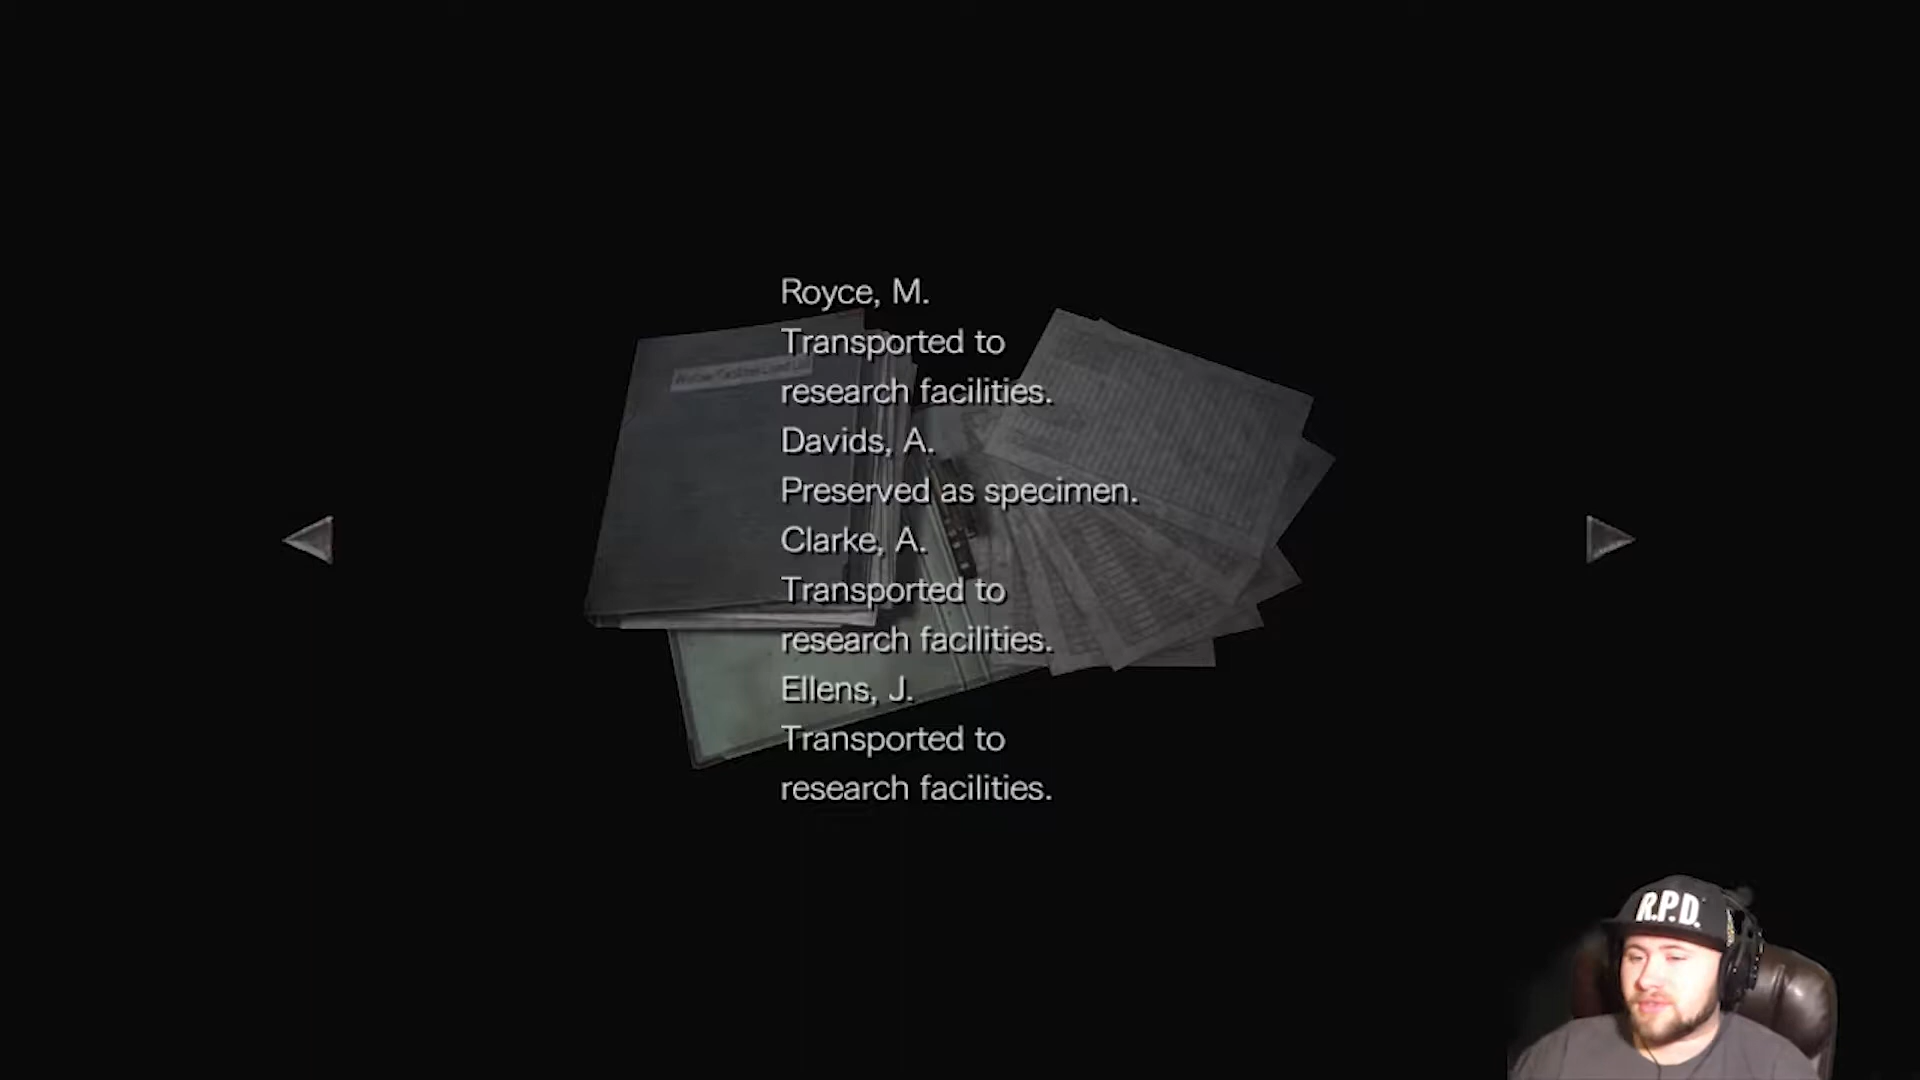 Royce, M.
Transported to
research facilities.
Davids, A.
Preserved as specimen.
Clarke, A.
Transported to
research facilities.
Ellens, J.
Transported to
research facilities.
R.P.D.